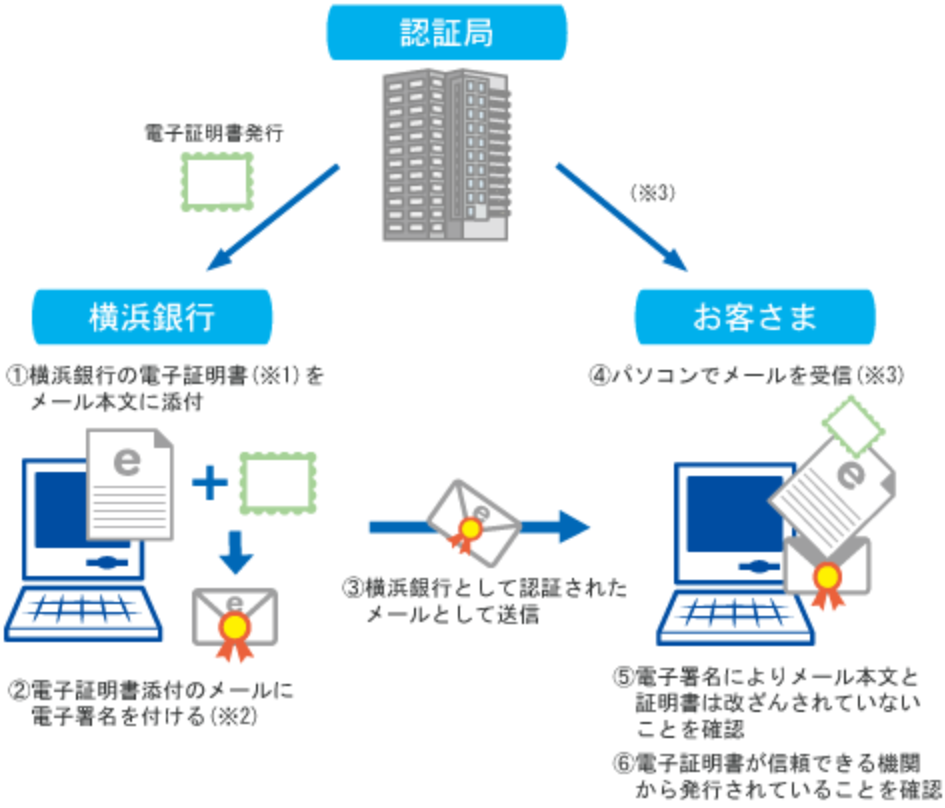 認証局
電子証明書発行
(※3)
横浜銀行
お客さま
①横浜銀行の電子証明書(※1)を
メール本文に添付
e
e
②電子証明書添付のメールに
電子署名を付ける(※2)
e
③横浜銀行として認証された
メールとして送信
④パソコンでメールを受信(※3)
e
⑤電子署名によりメール本文と
証明書は改ざんされていない
ことを確認
⑥電子証明書が信頼できる機関
から発行されていることを確認